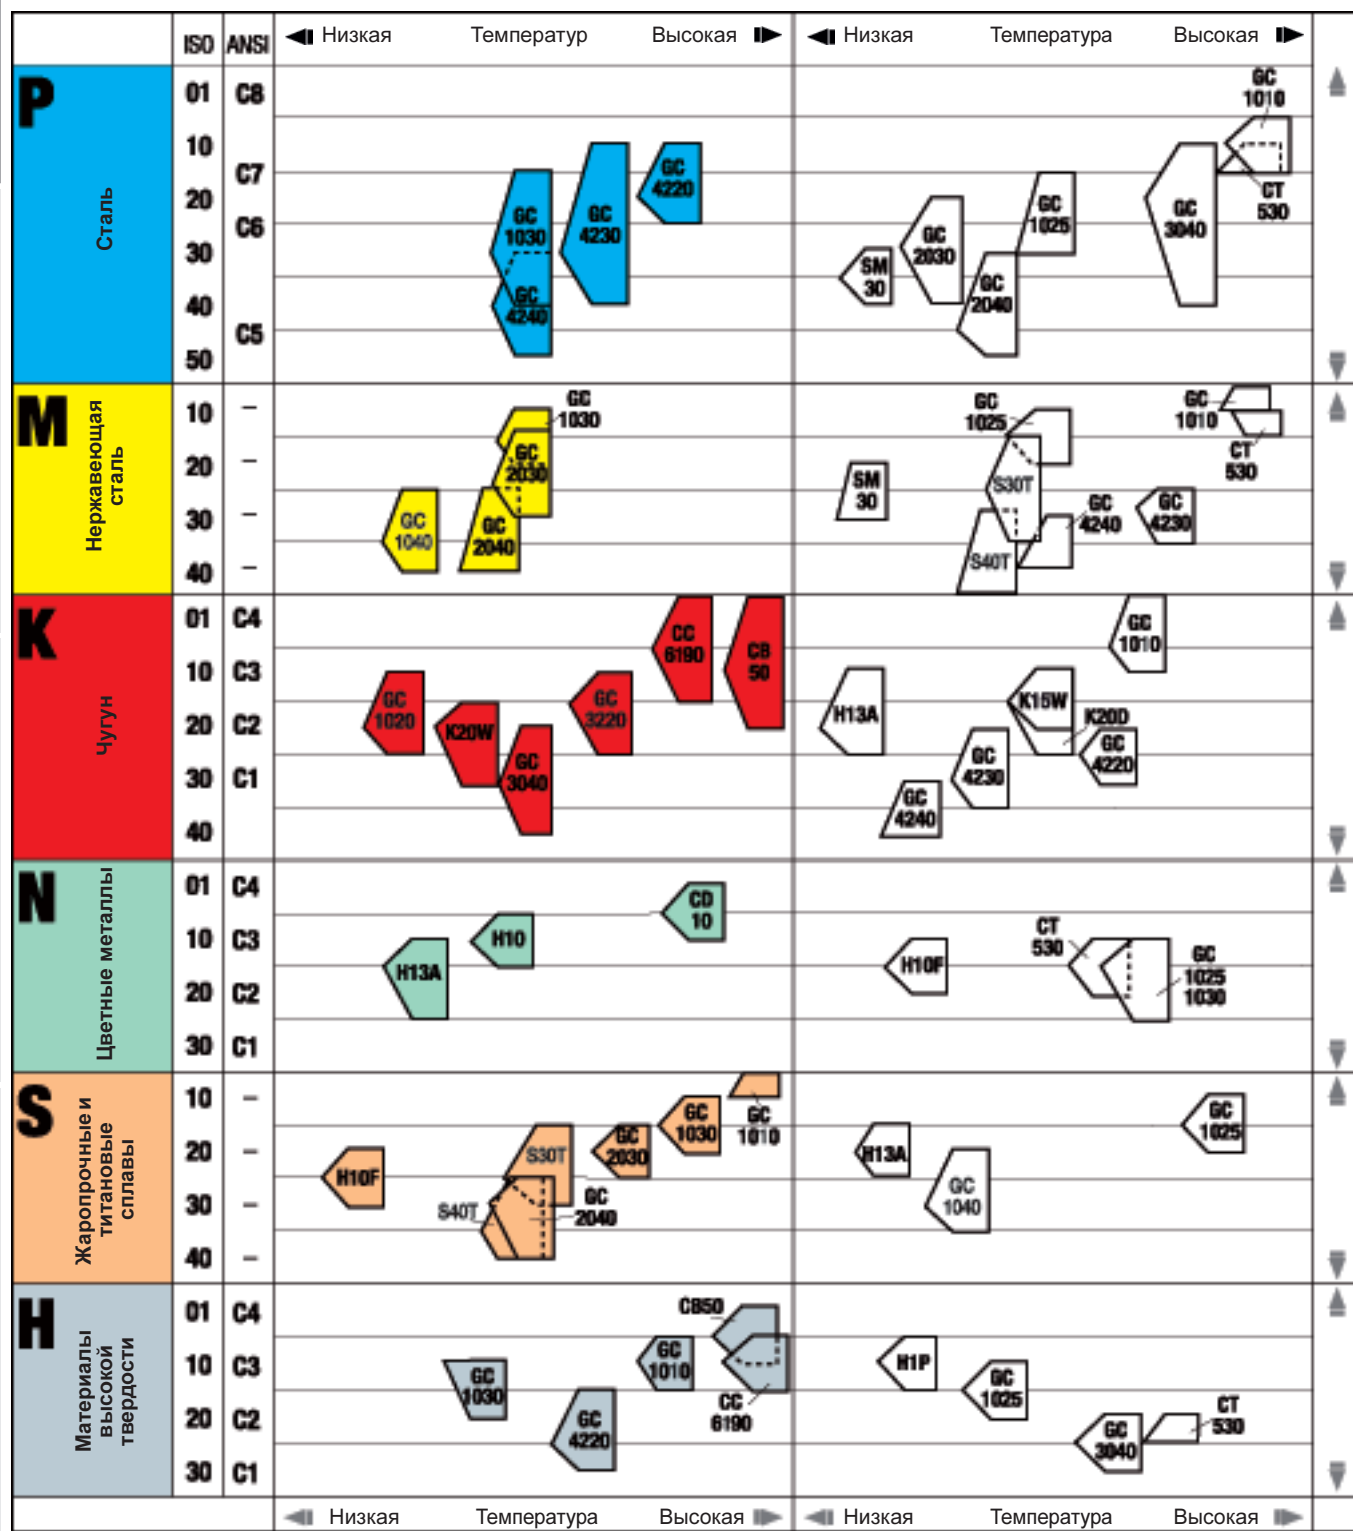 ISO ANSI Низкая Температур Высокая Низкая Температура Высокая
P
Сталь
01 C8
10
C7
20
C6
30
40
C5
50
GC
1030
GC
4240
GC
4230
GC
4220
SM
30
GC
2030
GC
2040
GC
1025
GC
3040
GC
1010
CT
530
M
Нержавеющая
сталь
10 –
20 –
30 –
40 –
GC
1040
GC
1030
GC
2030
GC
2040
SM
30
GC
1025
S30T
S40T
GC
4240
GC
4230
GC
1010
CT
530
K
Чугун
01 C4
10 C3
20 C2
30 C1
40
GC
1020
K20W
GC
3040
GC
3220
CC
6190
CB
50
H13A
GC
4240
GC
4230
K15W
K20D
GC
4220
GC
1010
N
Цветные металлы
01 C4
10 C3
20 C2
30 C1
H13A
H10
CD
10
H10F
CT
530
GC
1025
1030
S
Жаропрочные и
титановые
сплавы
10 –
20 –
30 –
40 –
H10F
S40T
S30T
GC
2040
GC
2030
GC
1030
GC
1010
H13A
GC
1040
GC
1025
H
Материалы
высокой
твердости
01 C4
10 C3
20 C2
30 C1
GC
1030
GC
4220
GC
1010
CB50
CC
6190
H1P
GC
1025
GC
3040
CT
530
Низкая Температура Высокая Низкая Температура Высокая